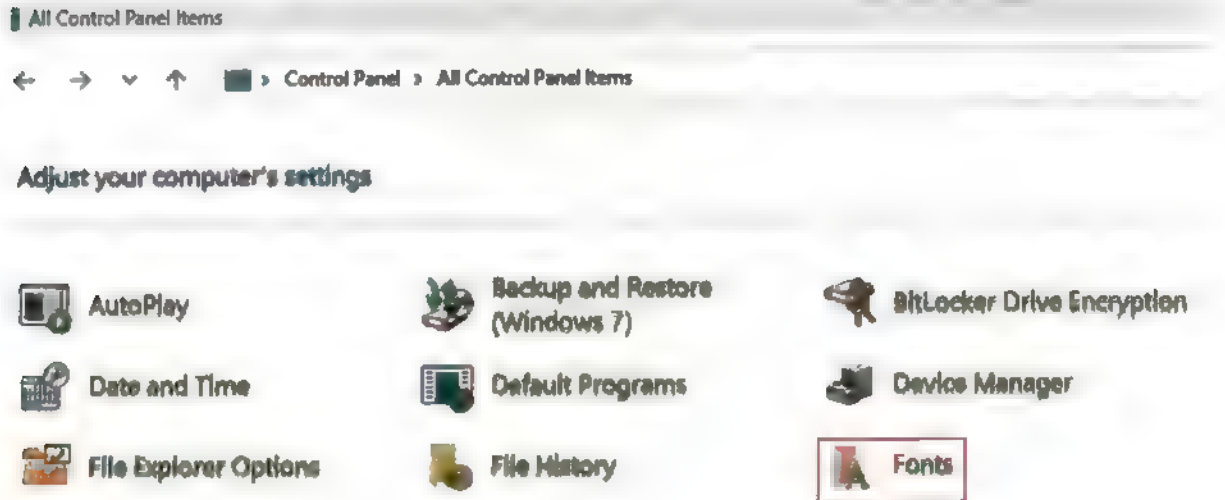 All Control Panel Items
Control Panel > All Control Panel Items
Adjust your computer's settings
AutoPlay
Backup and Restore
(Windows 7)
BitLocker Drive Encryption
Date and Time
Default Programs
Device Manager
File Explorer Options
File History
Fonts